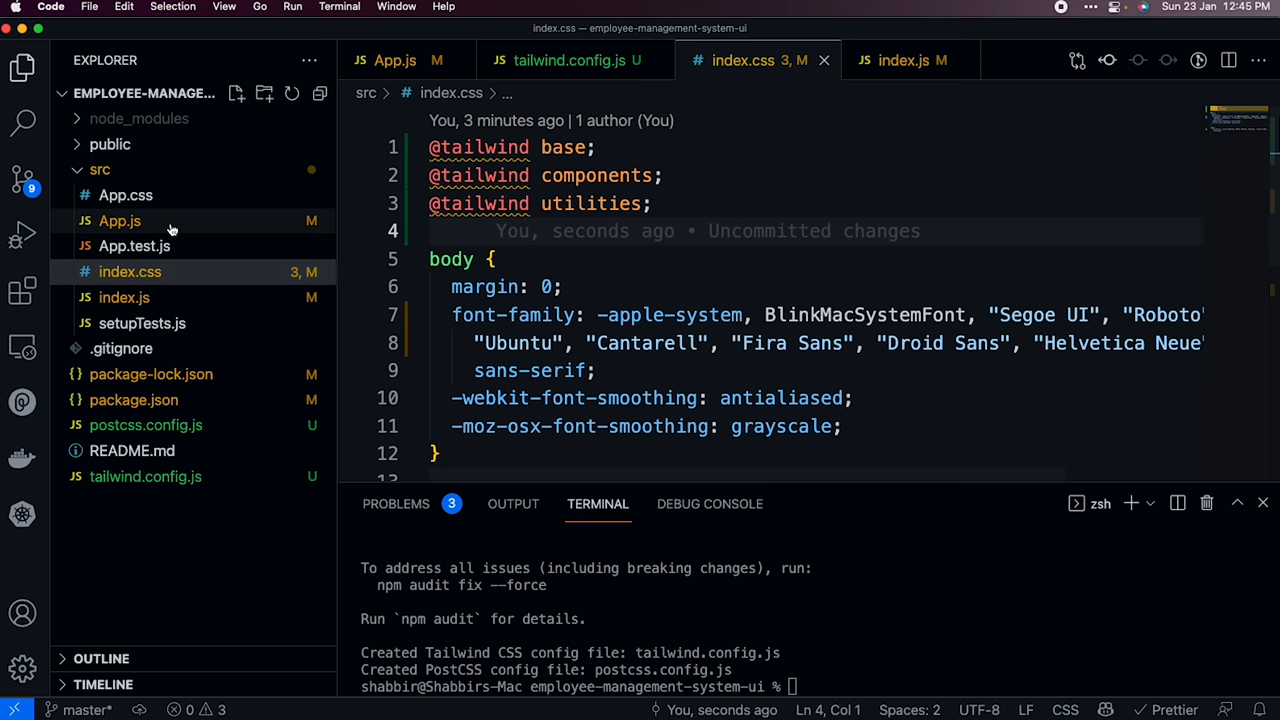 Code File Edit Selection View Go Run Terminal Window Help Sun 23 Jan 12:45 PM
index.css — employee-management-system-ui
EXPLORER
EMPLOYEE-MANAGE...
node_modules
public
src
# App.css
JS App.js M
JS App.test.js
# index.css 3, M
JS index.js M
JS setupTests.js
.gitignore
{} package-lock.json M
{} package.json M
JS postcss.config.js U
README.md
JS tailwind.config.js U
OUTLINE
TIMELINE
9
JS App.js M JS tailwind.config.js U # index.css 3, M JS index.js M
src > # index.css > ...
You, 3 minutes ago | 1 author (You)
1 @tailwind base;
2 @tailwind components;
3 @tailwind utilities;
4 You, seconds ago • Uncommitted changes
5 body {
6 margin: 0;
7 font-family: -apple-system, BlinkMacSystemFont, "Segoe UI", "Roboto"
8 "Ubuntu", "Cantarell", "Fira Sans", "Droid Sans", "Helvetica Neue"
9 sans-serif;
10 -webkit-font-smoothing: antialiased;
11 -moz-osx-font-smoothing: grayscale;
12 }
13
PROBLEMS 3 OUTPUT TERMINAL DEBUG CONSOLE zsh
To address all issues (including breaking changes), run:
npm audit fix --force
Run `npm audit` for details.
Created Tailwind CSS config file: tailwind.config.js
Created PostCSS config file: postcss.config.js
shabbir@Shabbirs-Mac employee-management-system-ui %
master* 0 3 You, seconds ago Ln 4, Col 1 Spaces: 2 UTF-8 LF CSS Prettier